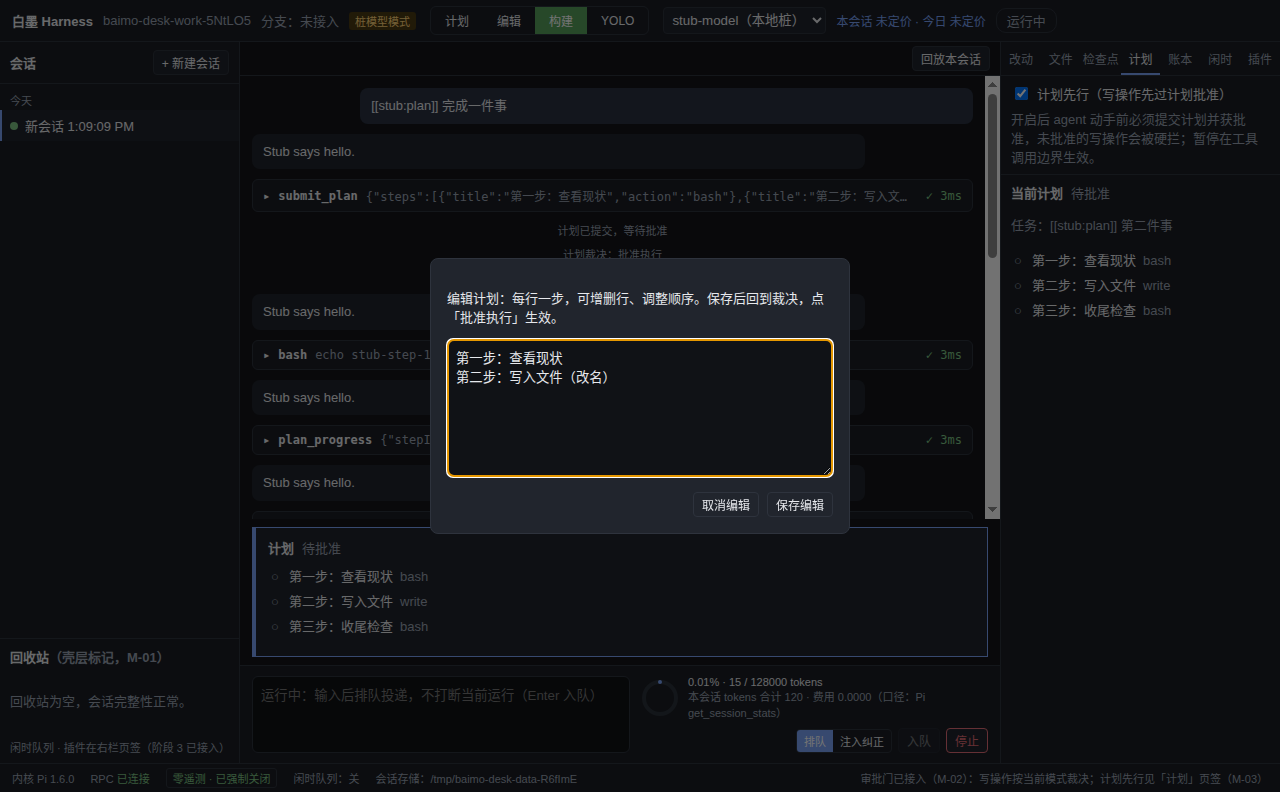 白墨 Harness baimo-desk-work-5NtLO5 分支：未接入 桩模型模式 计划 编辑 构建 YOLO stub-model（本地桩） 本会话 未定价 · 今日 未定价 运行中
会话 + 新建会话 回放本会话 改动 文件 检查点 计划 账本 闲时 插件
今天
新会话 1:09:09 PM
[[stub:plan]] 完成一件事
Stub says hello.
▸ submit_plan {"steps":[{"title":"第一步：查看现状","action":"bash"},{"title":"第二步：写入文… ✓ 3ms
计划已提交，等待批准
计划裁决：批准执行
Stub says hello.
▸ bash echo stub-step-1 ✓ 3ms
Stub says hello.
▸ plan_progress {"stepI ✓ 3ms
Stub says hello.
编辑计划：每行一步，可增删行、调整顺序。保存后回到裁决，点
「批准执行」生效。
第一步：查看现状
第二步：写入文件（改名）
取消编辑 保存编辑
计划 待批准
○ 第一步：查看现状 bash
○ 第二步：写入文件 write
○ 第三步：收尾检查 bash
计划先行（写操作先过计划批准）
开启后 agent 动手前必须提交计划并获批
准，未批准的写操作会被硬拦；暂停在工具
调用边界生效。
当前计划 待批准
任务：[[stub:plan]] 第二件事
○ 第一步：查看现状 bash
○ 第二步：写入文件 write
○ 第三步：收尾检查 bash
回收站（壳层标记，M-01）
回收站为空，会话完整性正常。
闲时队列 · 插件在右栏页签（阶段 3 已接入）
运行中：输入后排队投递，不打断当前运行（Enter 入队）
0.01% · 15 / 128000 tokens
本会话 tokens 合计 120 · 费用 0.0000（口径：Pi
get_session_stats）
排队 注入纠正 入队 停止
内核 Pi 1.6.0 RPC 已连接 零遥测 · 已强制关闭 闲时队列：关 会话存储：/tmp/baimo-desk-data-R6fImE 审批门已接入（M-02）：写操作按当前模式裁决；计划先行见「计划」页签（M-03）